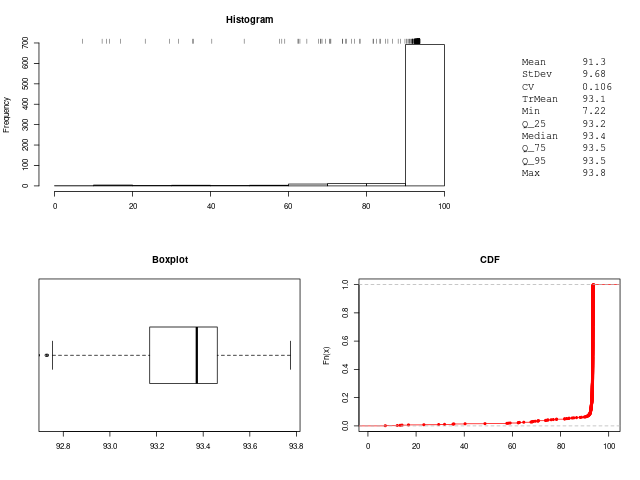 Histogram
Frequency
0 100 200 300 400 500 600 700
0 20 40 60 80 100
Mean 91.3
StDev 9.68
CV 0.106
TrMean 93.1
Min 7.22
Q_25 93.2
Median 93.4
Q_75 93.5
Q_95 93.5
Max 93.8
Boxplot
92.8 93.0 93.2 93.4 93.6 93.8
CDF
Fn(x)
0.0 0.2 0.4 0.6 0.8 1.0
0 20 40 60 80 100